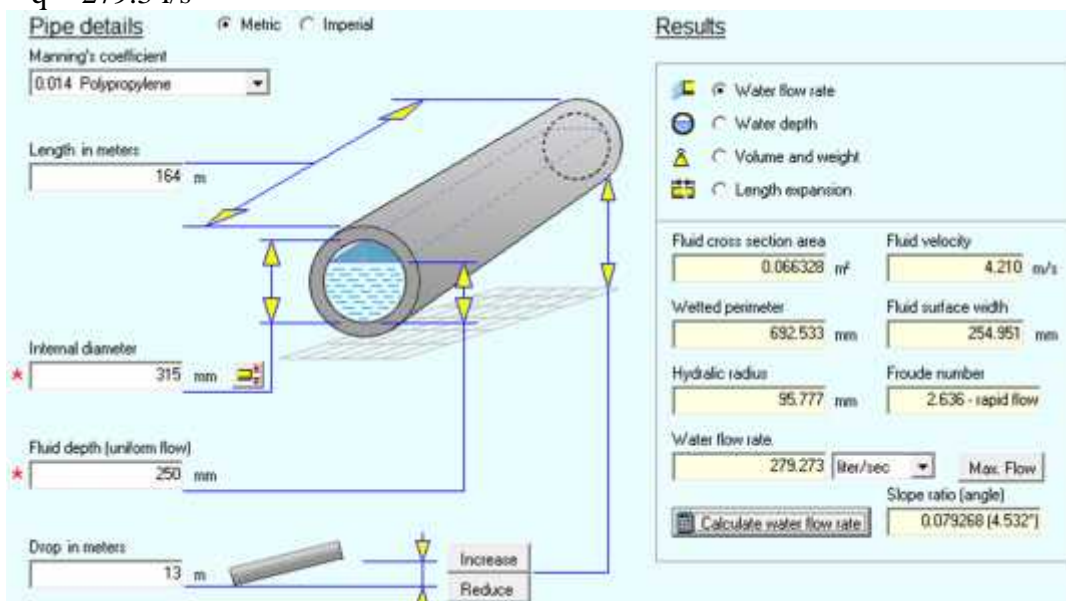 q = 279.3 l/s
Pipe details
Metric
Imperial
Manning's coefficient
0.014 Polypropylene
Length in meters
164 m
Internal diameter
* 315 mm
Fluid depth (uniform flow)
* 250 mm
Drop in meters
13 m
Increase
Reduce
Results
Water flow rate
Water depth
Volume and weight
Length expansion
Fluid cross section area
0.066328 m²
Fluid velocity
4.210 m/s
Wetted perimeter
692.533 mm
Fluid surface width
254.951 mm
Hydralic radius
95.777 mm
Froude number
2.636 - rapid flow
Water flow rate
279.273 liter/sec
Max. Flow
Slope ratio (angle)
Calculate water flow rate
0.079268 (4.532°)